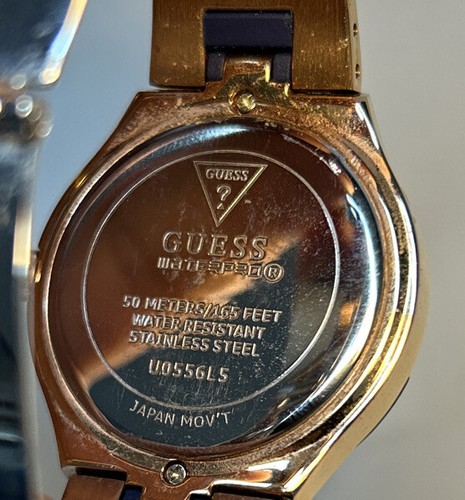 GUESS
?
GUESS
WATERPRO®
50 METERS/165 FEET
WATER RESISTANT
STAINLESS STEEL
U0556L5
JAPAN MOV'T